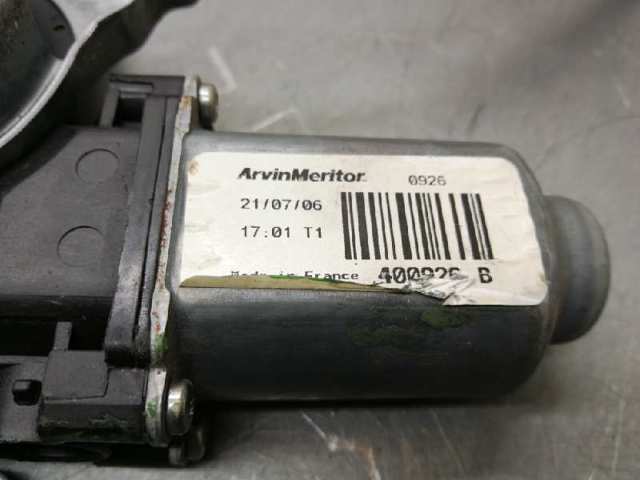 ArvinMeritor. 0926
21/07/06
17:01 T1
Made in France 400926 B